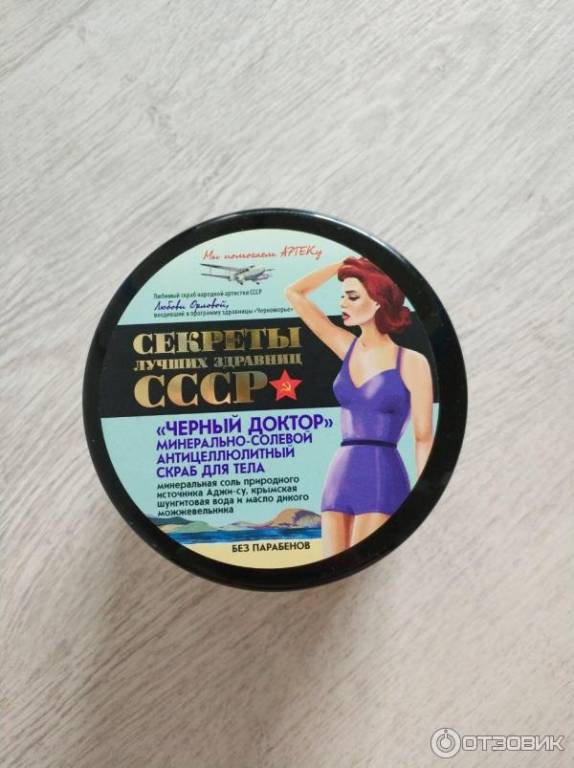 Мы помогаем АРТЕКу
Любимый скраб народной артистки СССР
Любови Орловой,
входивший в программу здравницы «Черноморье»
СЕКРЕТЫ
ЛУЧШИХ ЗДРАВНИЦ
СССР
«ЧЕРНЫЙ ДОКТОР»
МИНЕРАЛЬНО-СОЛЕВОЙ
АНТИЦЕЛЛЮЛИТНЫЙ
СКРАБ ДЛЯ ТЕЛА
минеральная соль природного
источника Аджи-су, крымская
шунгитовая вода и масло дикого
можжевельника
БЕЗ ПАРАБЕНОВ
ОТЗОВИК